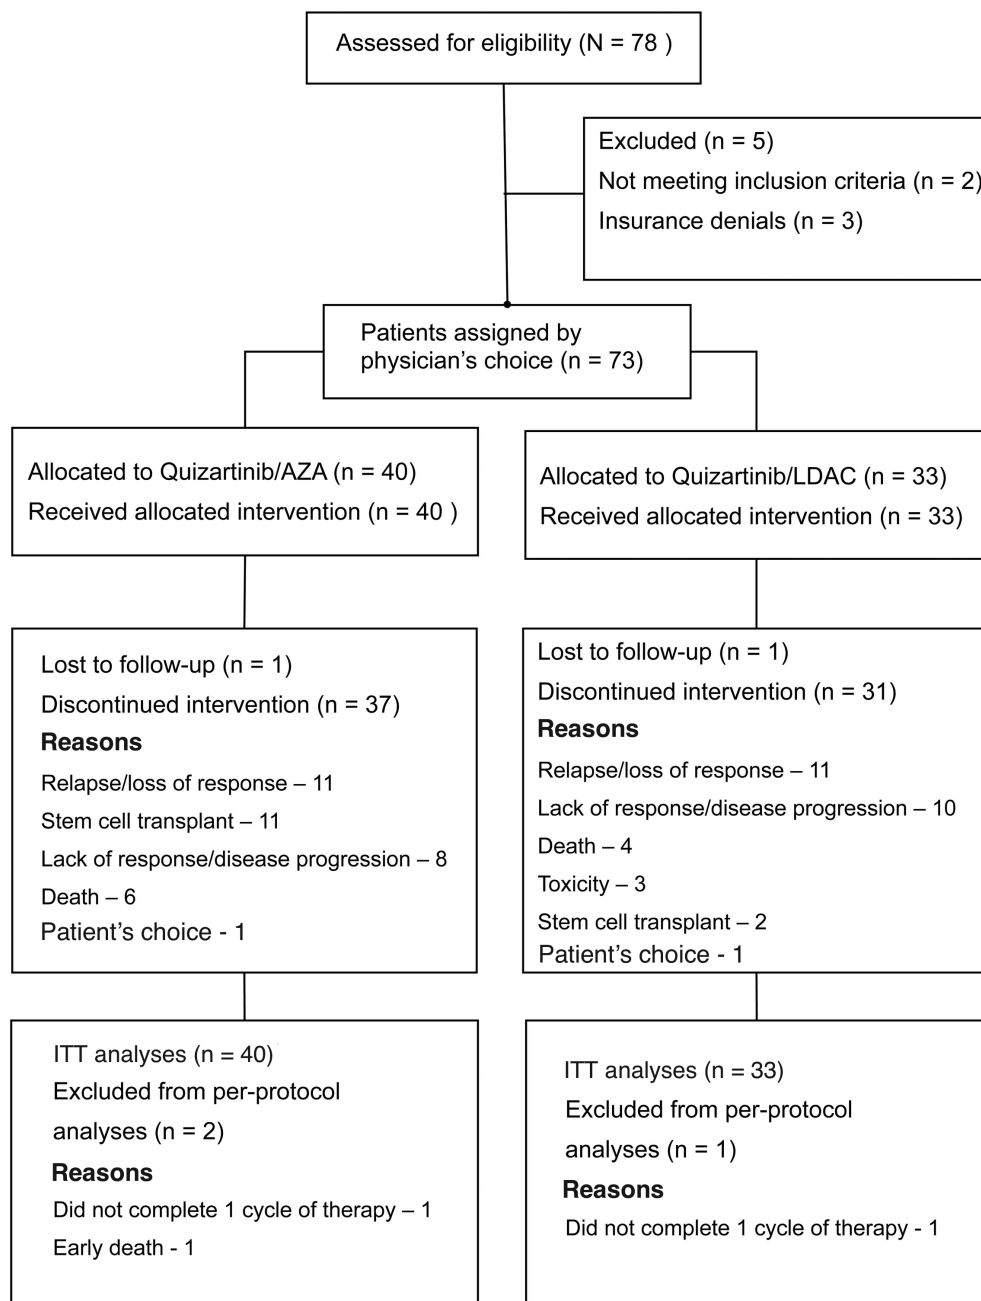 Assessed for eligibility (N = 78 )
Excluded (n = 5)
Not meeting inclusion criteria (n = 2)
Insurance denials (n = 3)
Patients assigned by
physician’s choice (n = 73)
Allocated to Quizartinib/AZA (n = 40)
Received allocated intervention (n = 40 )
Allocated to Quizartinib/LDAC (n = 33)
Received allocated intervention (n = 33)
Lost to follow-up (n = 1)
Discontinued intervention (n = 37)
Reasons
Relapse/loss of response – 11
Stem cell transplant – 11
Lack of response/disease progression – 8
Death – 6
Patient’s choice - 1
Lost to follow-up (n = 1)
Discontinued intervention (n = 31)
Reasons
Relapse/loss of response – 11
Lack of response/disease progression – 10
Death – 4
Toxicity – 3
Stem cell transplant – 2
Patient’s choice - 1
ITT analyses (n = 40)
Excluded from per-protocol
analyses (n = 2)
Reasons
Did not complete 1 cycle of therapy – 1
Early death - 1
ITT analyses (n = 33)
Excluded from per-protocol
analyses (n = 1)
Reasons
Did not complete 1 cycle of therapy - 1